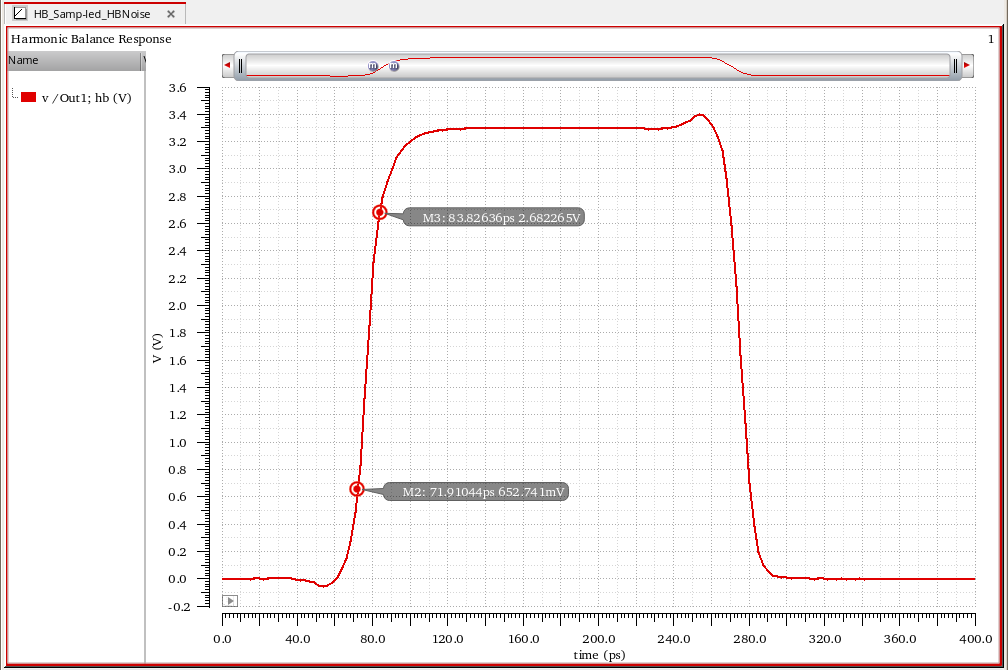 HB_Samp-led_HBNoise
Harmonic Balance Response 1
Name V
v /Out1; hb (V)
m m
3.6
3.4
3.2
3.0
2.8
2.6
2.4
2.2
2.0
1.8
1.6
1.4
1.2
1.0
0.8
0.6
0.4
0.2
0.0
-0.2
V (V)
M3: 83.82636ps 2.682265V
M2: 71.91044ps 652.741mV
0.0 40.0 80.0 120.0 160.0 200.0 240.0 280.0 320.0 360.0 400.0
time (ps)